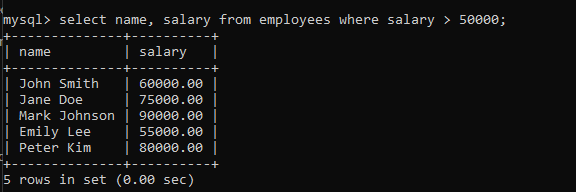 mysql> select name, salary from employees where salary > 50000;
+--------------+----------+
| name         | salary   |
+--------------+----------+
| John Smith   | 60000.00 |
| Jane Doe     | 75000.00 |
| Mark Johnson | 90000.00 |
| Emily Lee    | 55000.00 |
| Peter Kim    | 80000.00 |
+--------------+----------+
5 rows in set (0.00 sec)